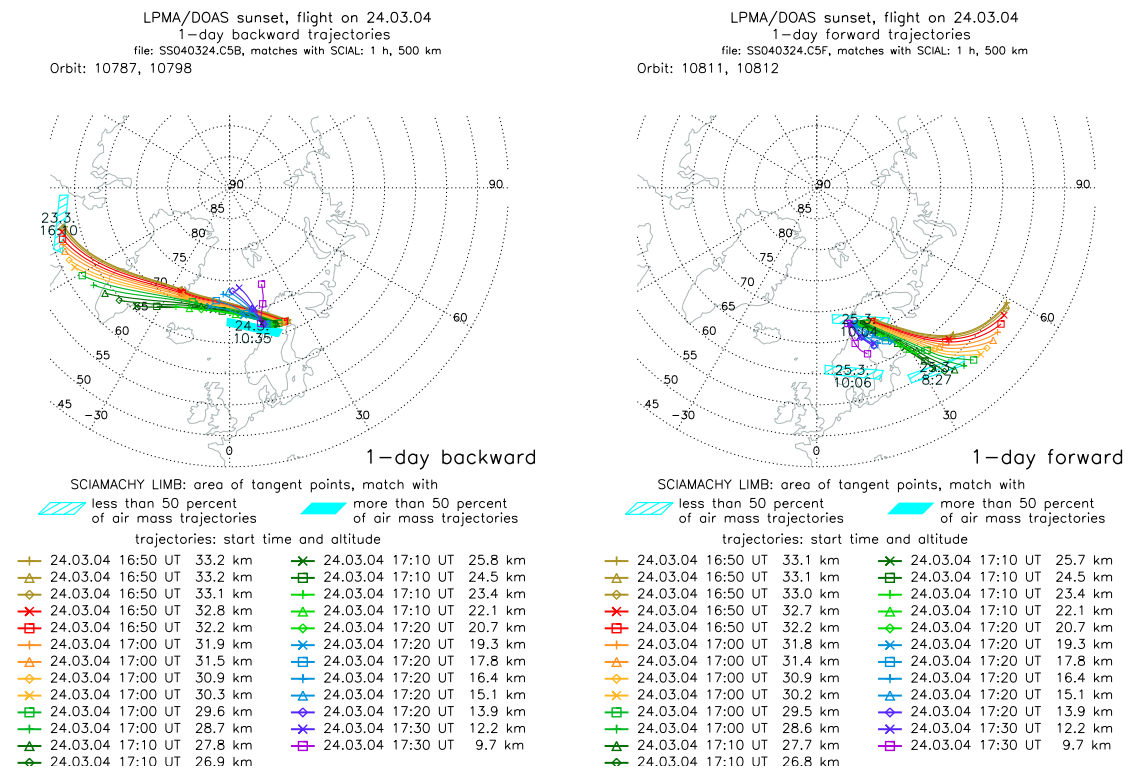 LPMA/DOAS sunset, flight on 24.03.04
1-day backward trajectories
file: SS040324.C5B, matches with SCIAL: 1 h, 500 km
Orbit: 10787, 10798
90
90
85
80
75
70
65
60
60
55
50
45
-30
0
30
23.3.
16:10
24.3.
10:35
1-day backward
SCIAMACHY LIMB: area of tangent points, match with
less than 50 percent
of air mass trajectories
more than 50 percent
of air mass trajectories
trajectories: start time and altitude
24.03.04 16:50 UT 33.2 km
24.03.04 16:50 UT 33.2 km
24.03.04 16:50 UT 33.1 km
24.03.04 16:50 UT 32.8 km
24.03.04 16:50 UT 32.2 km
24.03.04 17:00 UT 31.9 km
24.03.04 17:00 UT 31.5 km
24.03.04 17:00 UT 30.9 km
24.03.04 17:00 UT 30.3 km
24.03.04 17:00 UT 29.6 km
24.03.04 17:00 UT 28.7 km
24.03.04 17:10 UT 27.8 km
24.03.04 17:10 UT 26.9 km
24.03.04 17:10 UT 25.8 km
24.03.04 17:10 UT 24.5 km
24.03.04 17:10 UT 23.4 km
24.03.04 17:10 UT 22.1 km
24.03.04 17:20 UT 20.7 km
24.03.04 17:20 UT 19.3 km
24.03.04 17:20 UT 17.8 km
24.03.04 17:20 UT 16.4 km
24.03.04 17:20 UT 15.1 km
24.03.04 17:20 UT 13.9 km
24.03.04 17:30 UT 12.2 km
24.03.04 17:30 UT 9.7 km
LPMA/DOAS sunset, flight on 24.03.04
1-day forward trajectories
file: SS040324.C5F, matches with SCIAL: 1 h, 500 km
Orbit: 10811, 10812
90
90
85
80
75
70
65
60
60
55
50
45
-30
0
30
25.3.
10:04
25.3.
10:06
25.3.
8:27
1-day forward
SCIAMACHY LIMB: area of tangent points, match with
less than 50 percent
of air mass trajectories
more than 50 percent
of air mass trajectories
trajectories: start time and altitude
24.03.04 16:50 UT 33.1 km
24.03.04 16:50 UT 33.1 km
24.03.04 16:50 UT 33.0 km
24.03.04 16:50 UT 32.7 km
24.03.04 16:50 UT 32.2 km
24.03.04 17:00 UT 31.8 km
24.03.04 17:00 UT 31.4 km
24.03.04 17:00 UT 30.9 km
24.03.04 17:00 UT 30.2 km
24.03.04 17:00 UT 29.5 km
24.03.04 17:00 UT 28.6 km
24.03.04 17:10 UT 27.7 km
24.03.04 17:10 UT 26.8 km
24.03.04 17:10 UT 25.7 km
24.03.04 17:10 UT 24.5 km
24.03.04 17:10 UT 23.4 km
24.03.04 17:10 UT 22.1 km
24.03.04 17:20 UT 20.7 km
24.03.04 17:20 UT 19.3 km
24.03.04 17:20 UT 17.8 km
24.03.04 17:20 UT 16.4 km
24.03.04 17:20 UT 15.1 km
24.03.04 17:20 UT 13.9 km
24.03.04 17:30 UT 12.2 km
24.03.04 17:30 UT 9.7 km